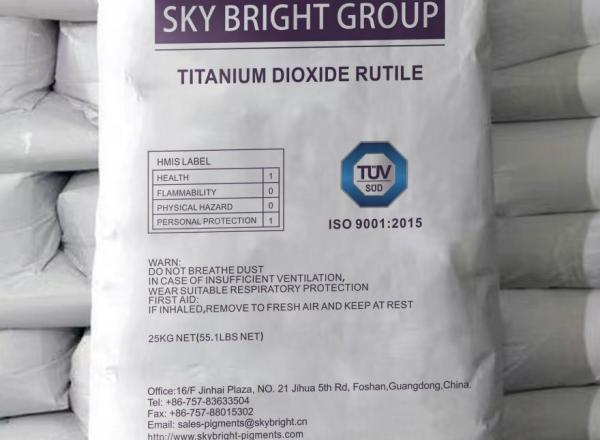 SKY BRIGHT GROUP
TITANIUM DIOXIDE RUTILE
HMIS LABEL
HEALTH 1
FLAMMABILITY 0
PHYSICAL HAZARD 0
PERSONAL PROTECTION 1
TÜV
SÜD
ISO 9001:2015
WARN:
DO NOT BREATHE DUST
IN CASE OF INSUFFICIENT VENTILATION,
WEAR SUITABLE RESPIRATORY PROTECTION
FIRST AID:
IF INHALED,REMOVE TO FRESH AIR AND KEEP AT REST
25KG NET(55.1LBS NET)
Office:16/F Jinhai Plaza, NO. 21 Jihua 5th Rd, Foshan,Guangdong,China.
Tel: +86-757-83633504
Fax: +86-757-88015302
Email: sales-pigments@skybright.cn
http://www.skybright-pigments.com